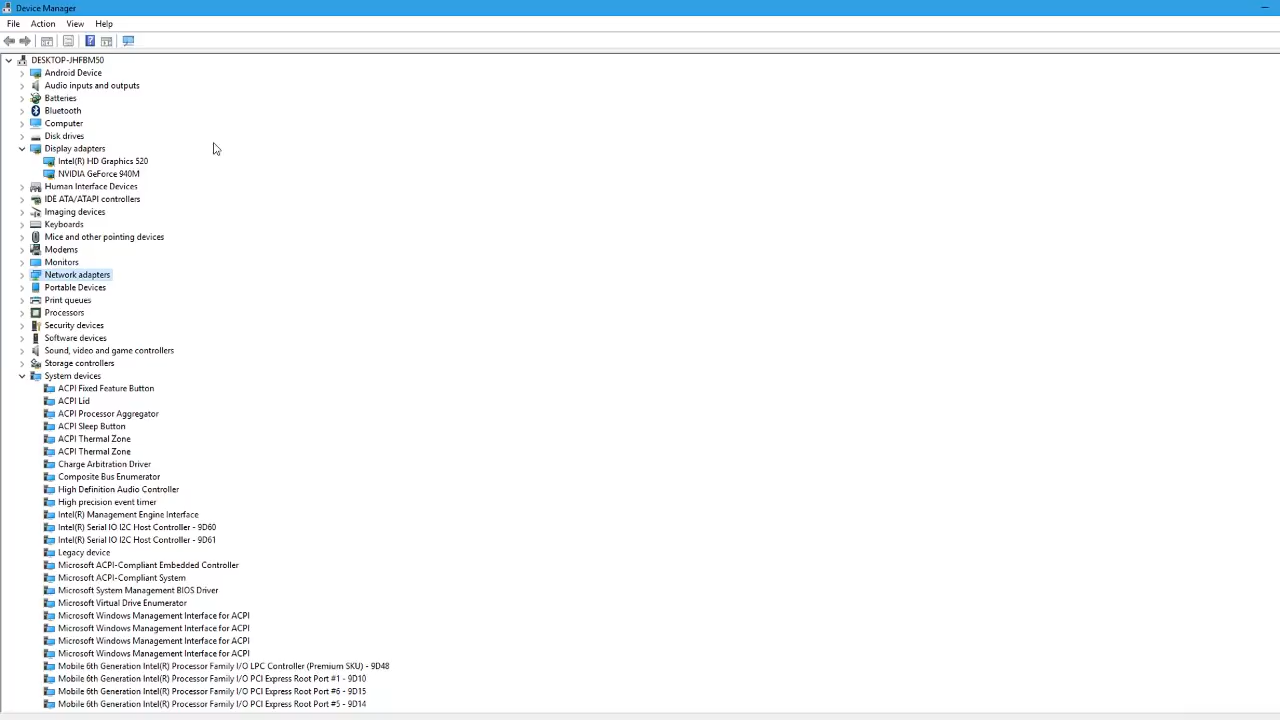 Device Manager
File Action View Help
DESKTOP-JHFBM50
Android Device
Audio inputs and outputs
Batteries
Bluetooth
Computer
Disk drives
Display adapters
Intel(R) HD Graphics 520
NVIDIA GeForce 940M
Human Interface Devices
IDE ATA/ATAPI controllers
Imaging devices
Keyboards
Mice and other pointing devices
Modems
Monitors
Network adapters
Portable Devices
Print queues
Processors
Security devices
Software devices
Sound, video and game controllers
Storage controllers
System devices
ACPI Fixed Feature Button
ACPI Lid
ACPI Processor Aggregator
ACPI Sleep Button
ACPI Thermal Zone
ACPI Thermal Zone
Charge Arbitration Driver
Composite Bus Enumerator
High Definition Audio Controller
High precision event timer
Intel(R) Management Engine Interface
Intel(R) Serial IO I2C Host Controller - 9D60
Intel(R) Serial IO I2C Host Controller - 9D61
Legacy device
Microsoft ACPI-Compliant Embedded Controller
Microsoft ACPI-Compliant System
Microsoft System Management BIOS Driver
Microsoft Virtual Drive Enumerator
Microsoft Windows Management Interface for ACPI
Microsoft Windows Management Interface for ACPI
Microsoft Windows Management Interface for ACPI
Microsoft Windows Management Interface for ACPI
Mobile 6th Generation Intel(R) Processor Family I/O LPC Controller (Premium SKU) - 9D48
Mobile 6th Generation Intel(R) Processor Family I/O PCI Express Root Port #1 - 9D10
Mobile 6th Generation Intel(R) Processor Family I/O PCI Express Root Port #6 - 9D15
Mobile 6th Generation Intel(R) Processor Family I/O PCI Express Root Port #5 - 9D14